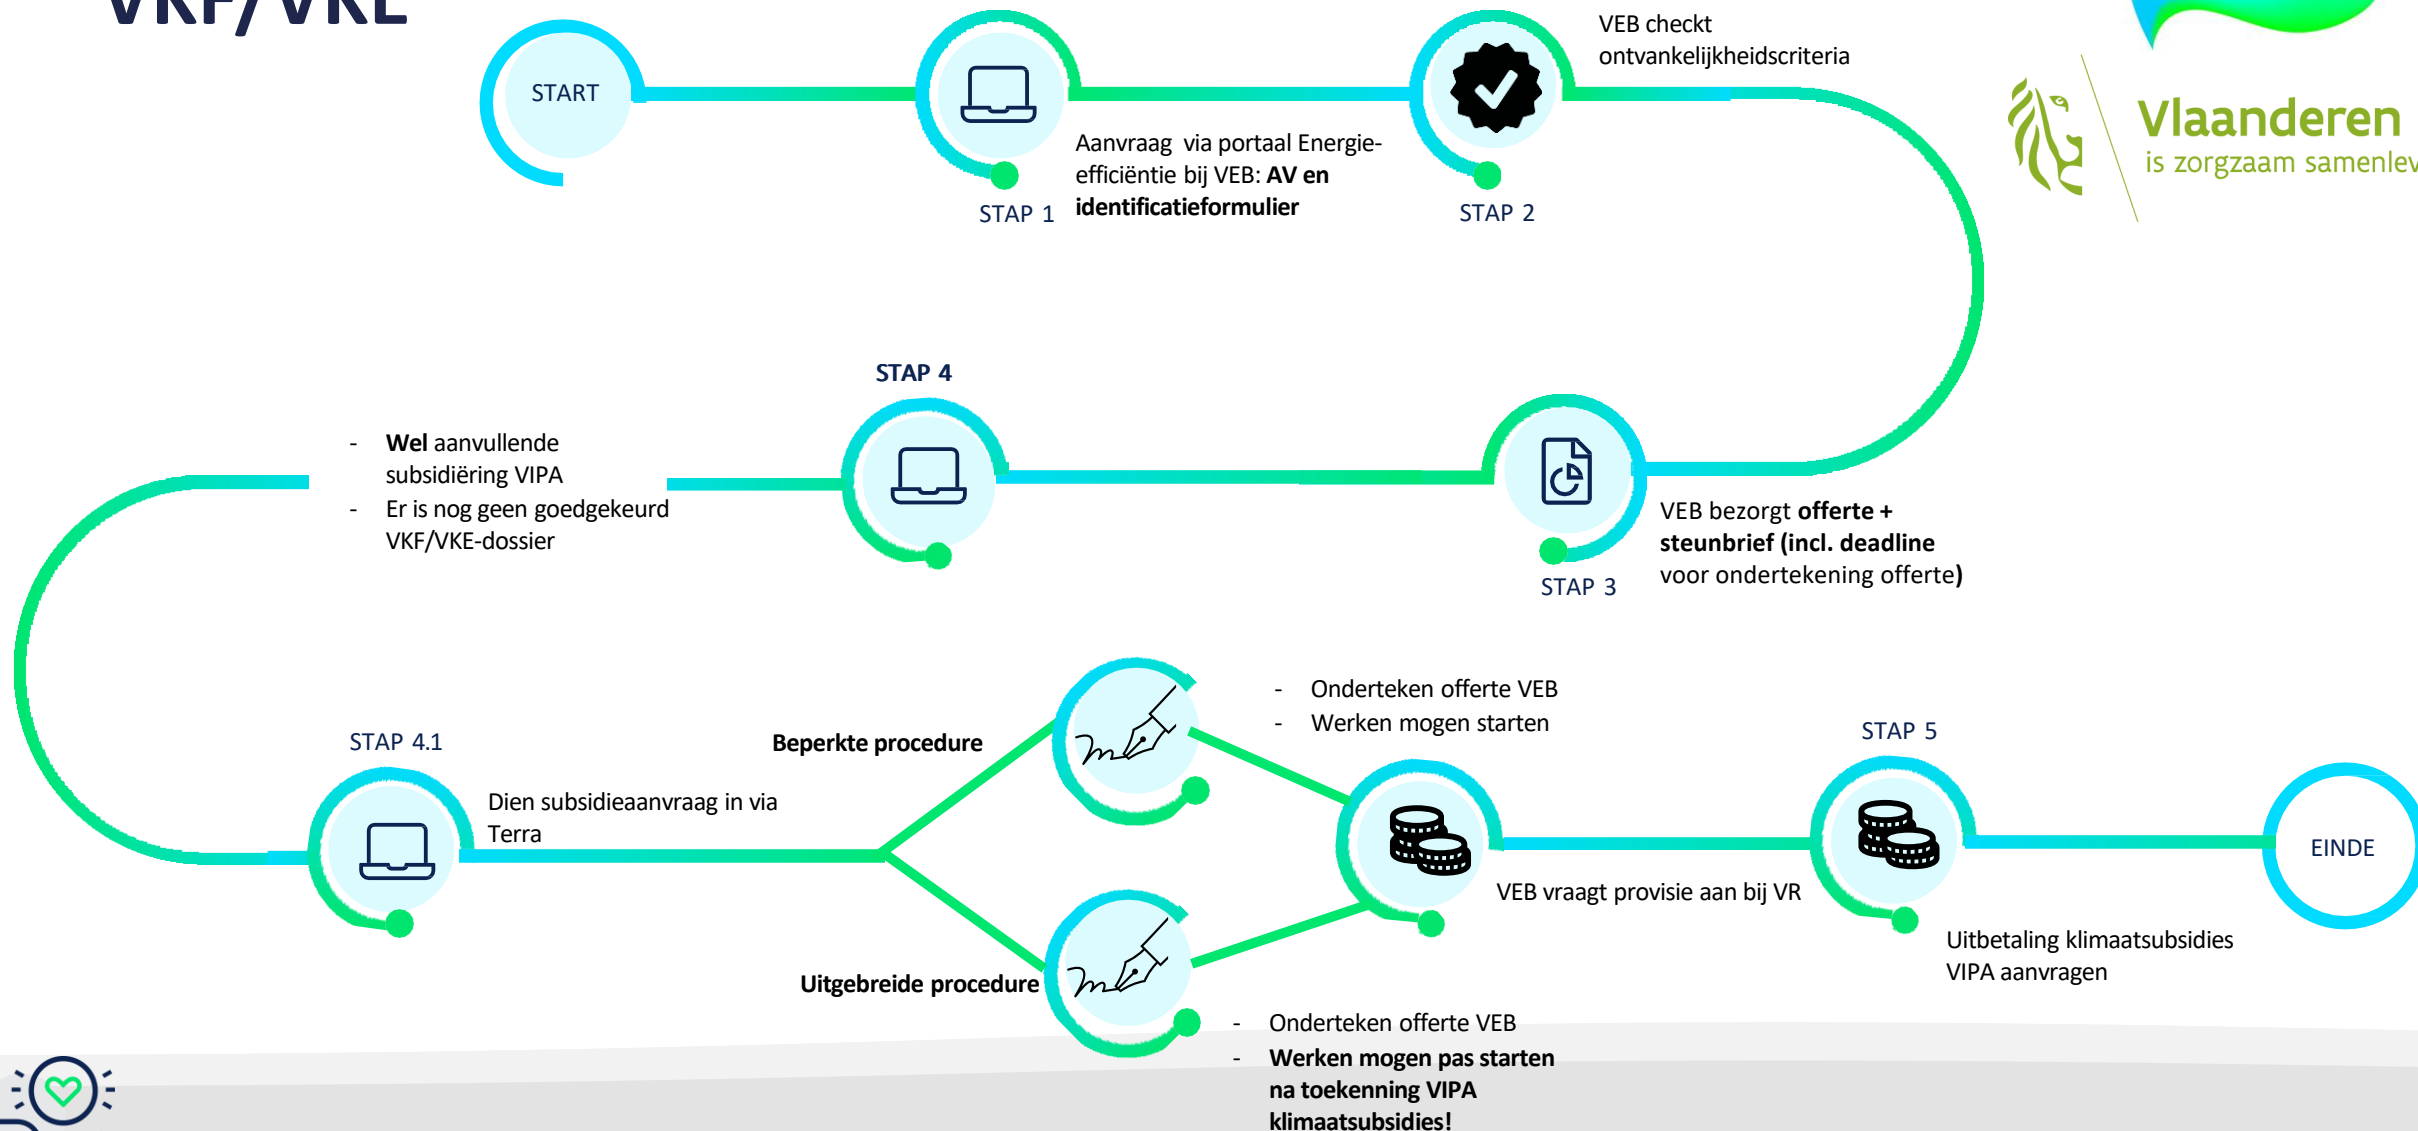 VKF/VKE
START
VEB checkt
ontvankelijkheidscriteria
Vlaanderen
is zorgzaam samenlev
Aanvraag via portaal Energie-
efficiëntie bij VEB: AV en
identificatieformulier
STAP 1
STAP 2
STAP 4
- Wel aanvullende
subsidiëring VIPA
- Er is nog geen goedgekeurd
VKF/VKE-dossier
VEB bezorgt offerte +
steunbrief (incl. deadline
voor ondertekening offerte)
STAP 3
STAP 4.1
Dien subsidieaanvraag in via
Terra
Beperkte procedure
- Onderteken offerte VEB
- Werken mogen starten
Uitgebreide procedure
- Onderteken offerte VEB
- Werken mogen pas starten
na toekenning VIPA
klimaatsubsidies!
VEB vraagt provisie aan bij VR
STAP 5
Uitbetaling klimaatsubsidies
VIPA aanvragen
EINDE